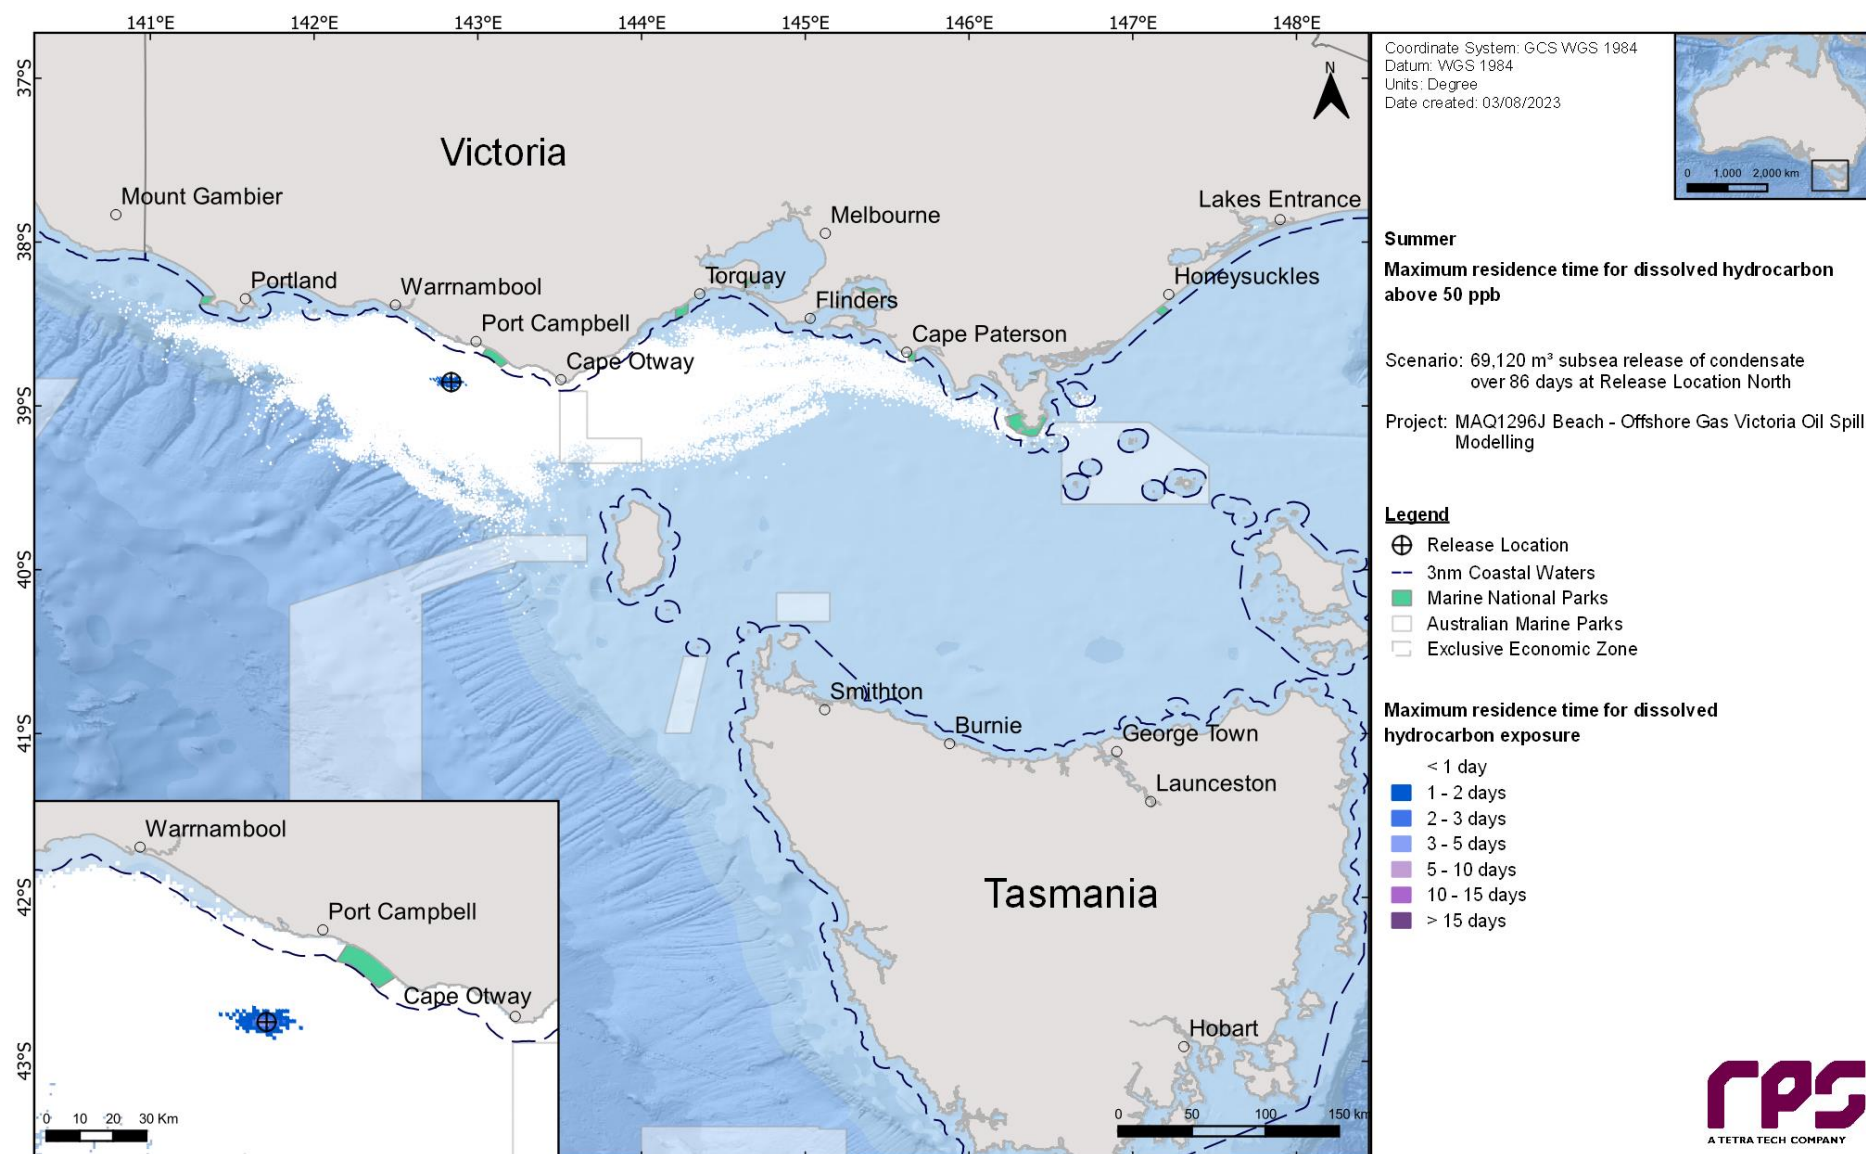 141°E 142°E 143°E 144°E 145°E 146°E 147°E 148°E
37°S
38°S
39°S
40°S
41°S
42°S
43°S
N
Victoria
Mount Gambier
Portland
Warrnambool
Port Campbell
Cape Otway
Torquay
Melbourne
Flinders
Cape Paterson
Lakes Entrance
Honeysuckles
Smithton
Burnie
George Town
Launceston
Tasmania
Hobart
0 50 100 150 km
Warrnambool
Port Campbell
Cape Otway
0 10 20 30 Km
Coordinate System: GCS WGS 1984
Datum: WGS 1984
Units: Degree
Date created: 03/08/2023
0 1,000 2,000 km
Summer
Maximum residence time for dissolved hydrocarbon
above 50 ppb
Scenario: 69,120 m³ subsea release of condensate
over 86 days at Release Location North
Project: MAQ1296J Beach - Offshore Gas Victoria Oil Spill
Modelling
Legend
Release Location
3nm Coastal Waters
Marine National Parks
Australian Marine Parks
Exclusive Economic Zone
Maximum residence time for dissolved
hydrocarbon exposure
< 1 day
1 - 2 days
2 - 3 days
3 - 5 days
5 - 10 days
10 - 15 days
> 15 days
rps
A TETRA TECH COMPANY